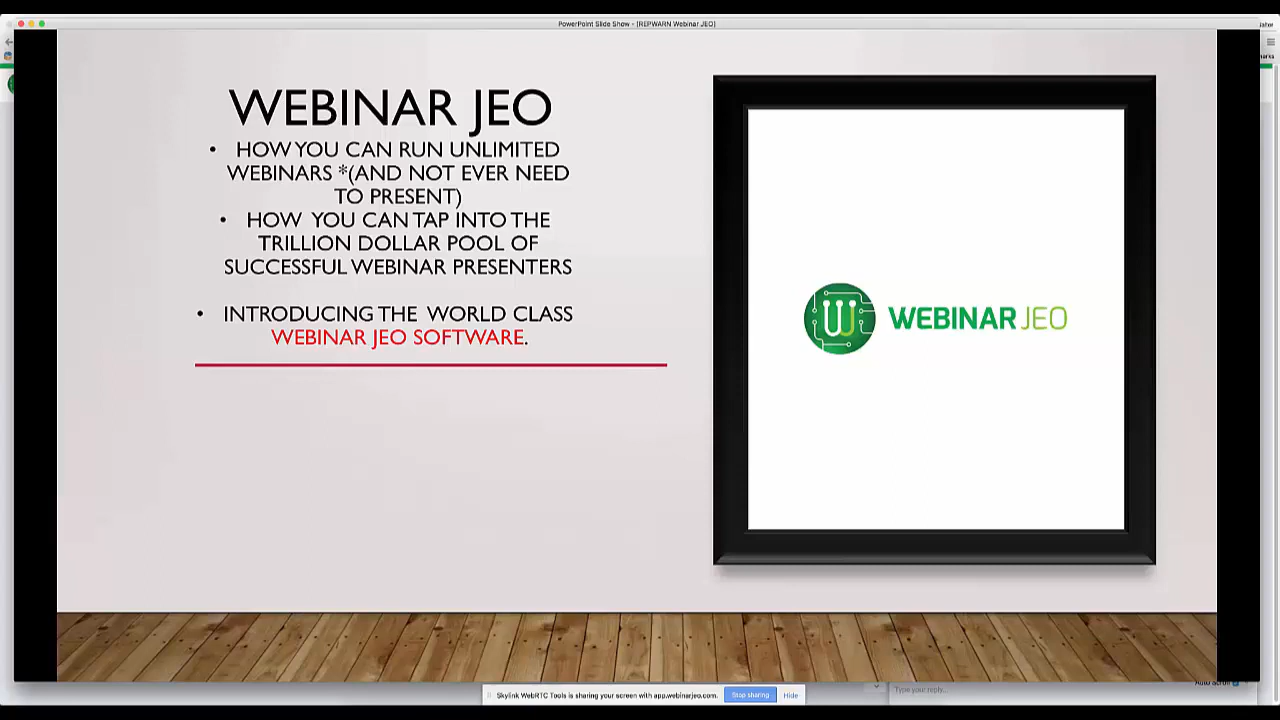 PowerPoint Slide Show - [REPWARN Webinar JEO]
WEBINAR JEO
• HOW YOU CAN RUN UNLIMITED
WEBINARS *(AND NOT EVER NEED
TO PRESENT)
• HOW YOU CAN TAP INTO THE
TRILLION DOLLAR POOL OF
SUCCESSFUL WEBINAR PRESENTERS
• INTRODUCING THE WORLD CLASS
WEBINAR JEO SOFTWARE.
WEBINAR JEO
Skylink WebRTC Tools is sharing your screen with app.webinarjeo.com.
Stop sharing
Hide
Auto Scroll
Type your reply...